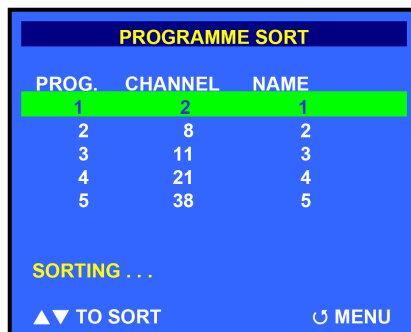 PROGRAMME SORT
PROG. CHANNEL NAME
1 2 1
2 8 2
3 11 3
4 21 4
5 38 5
SORTING . . .
▲▼ TO SORT ↺ MENU